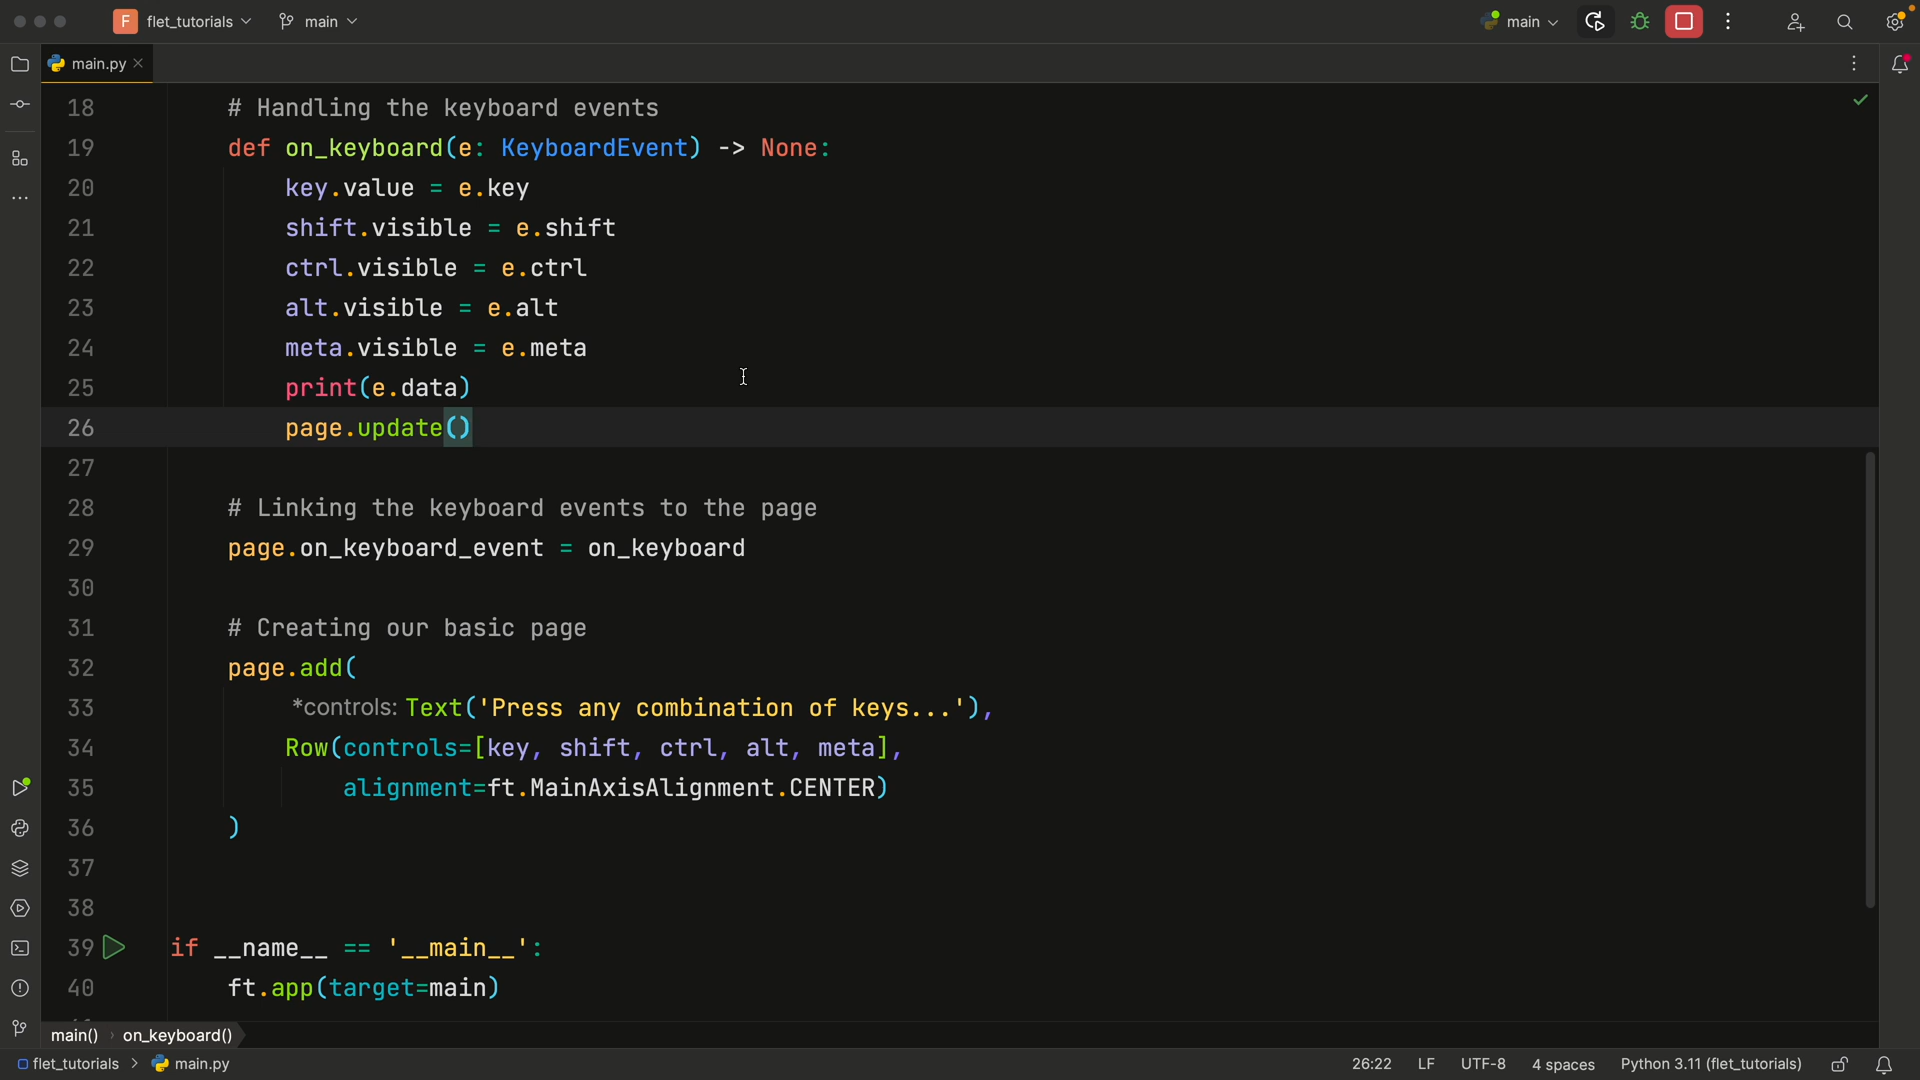 F flet_tutorials main main
main.py
18 # Handling the keyboard events
19 def on_keyboard(e: KeyboardEvent) -> None:
20 key.value = e.key
21 shift.visible = e.shift
22 ctrl.visible = e.ctrl
23 alt.visible = e.alt
24 meta.visible = e.meta
25 print(e.data)
26 page.update()
27
28 # Linking the keyboard events to the page
29 page.on_keyboard_event = on_keyboard
30
31 # Creating our basic page
32 page.add(
33 *controls: Text('Press any combination of keys...'),
34 Row(controls=[key, shift, ctrl, alt, meta],
35 alignment=ft.MainAxisAlignment.CENTER)
36 )
37
38
39 if __name__ == '__main__':
40 ft.app(target=main)
main() on_keyboard()
flet_tutorials > main.py 26:22 LF UTF-8 4 spaces Python 3.11 (flet_tutorials)